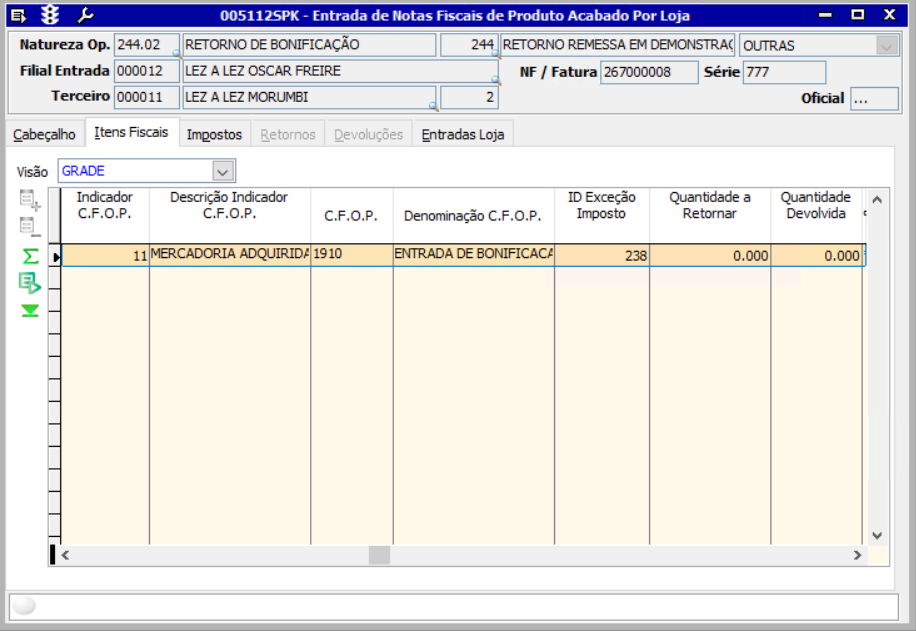 005112SPK - Entrada de Notas Fiscais de Produto Acabado Por Loja
Natureza Op. 244.02 RETORNO DE BONIFICAÇÃO 244 RETORNO REMESSA EM DEMONSTRAÇ OUTRAS
Filial Entrada 000012 LEZ A LEZ OSCAR FREIRE NF / Fatura 267000008 Série 777
Terceiro 000011 LEZ A LEZ MORUMBI 2 Oficial ...
Cabeçalho Itens Fiscais Impostos Retornos Devoluções Entradas Loja
Visão GRADE
Indicador Descrição Indicador ID Exceção Quantidade a Quantidade
C.F.O.P. C.F.O.P. C.F.O.P. Denominação C.F.O.P. Imposto Retornar Devolvida
11 MERCADORIA ADQUIRIDA 1910 ENTRADA DE BONIFICACA 238 0.000 0.000